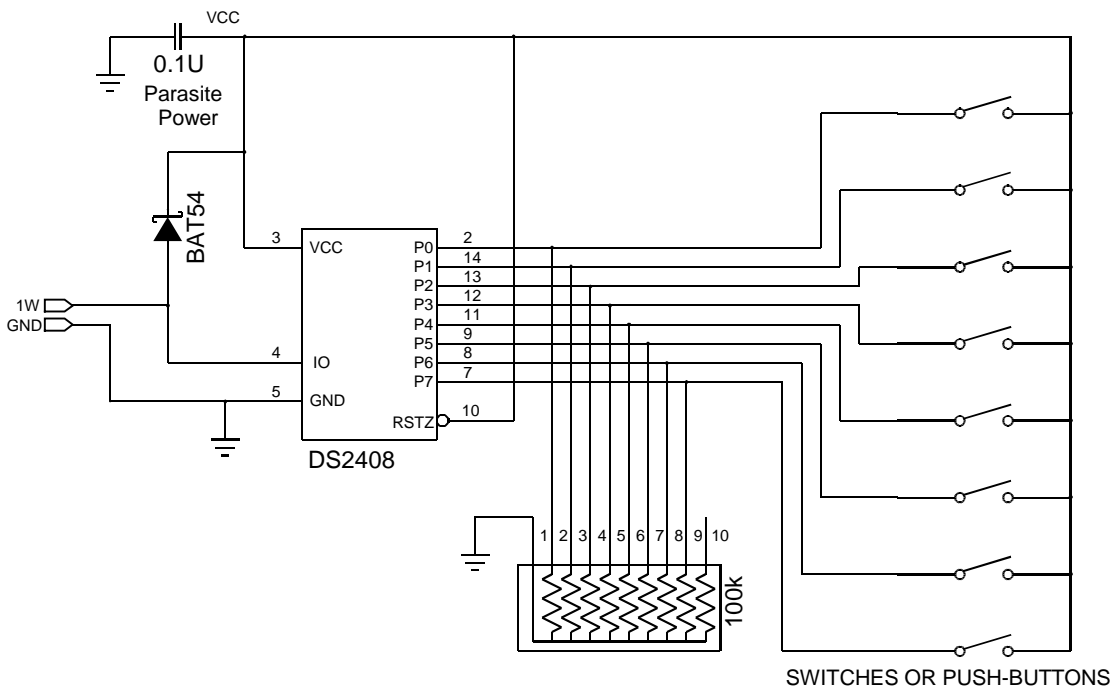 VCC
0.1U
Parasite
Power
BAT54
1W
GND
3
VCC
4
IO
5
GND
P0
2
P1
14
P2
13
P3
12
P4
11
P5
9
P6
8
P7
7
RSTZ
10
DS2408
1 2 3 4 5 6 7 8 9 10
100k
SWITCHES OR PUSH-BUTTONS